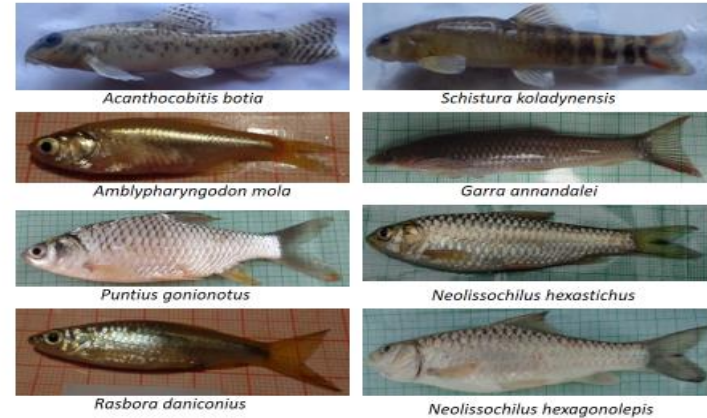 Acanthocobitis botia
Schistura koladynensis
Amblypharyngodon mola
Garra annandalei
Puntius gonionotus
Neolissochilus hexastichus
Rasbora daniconius
Neolissochilus hexagonolepis